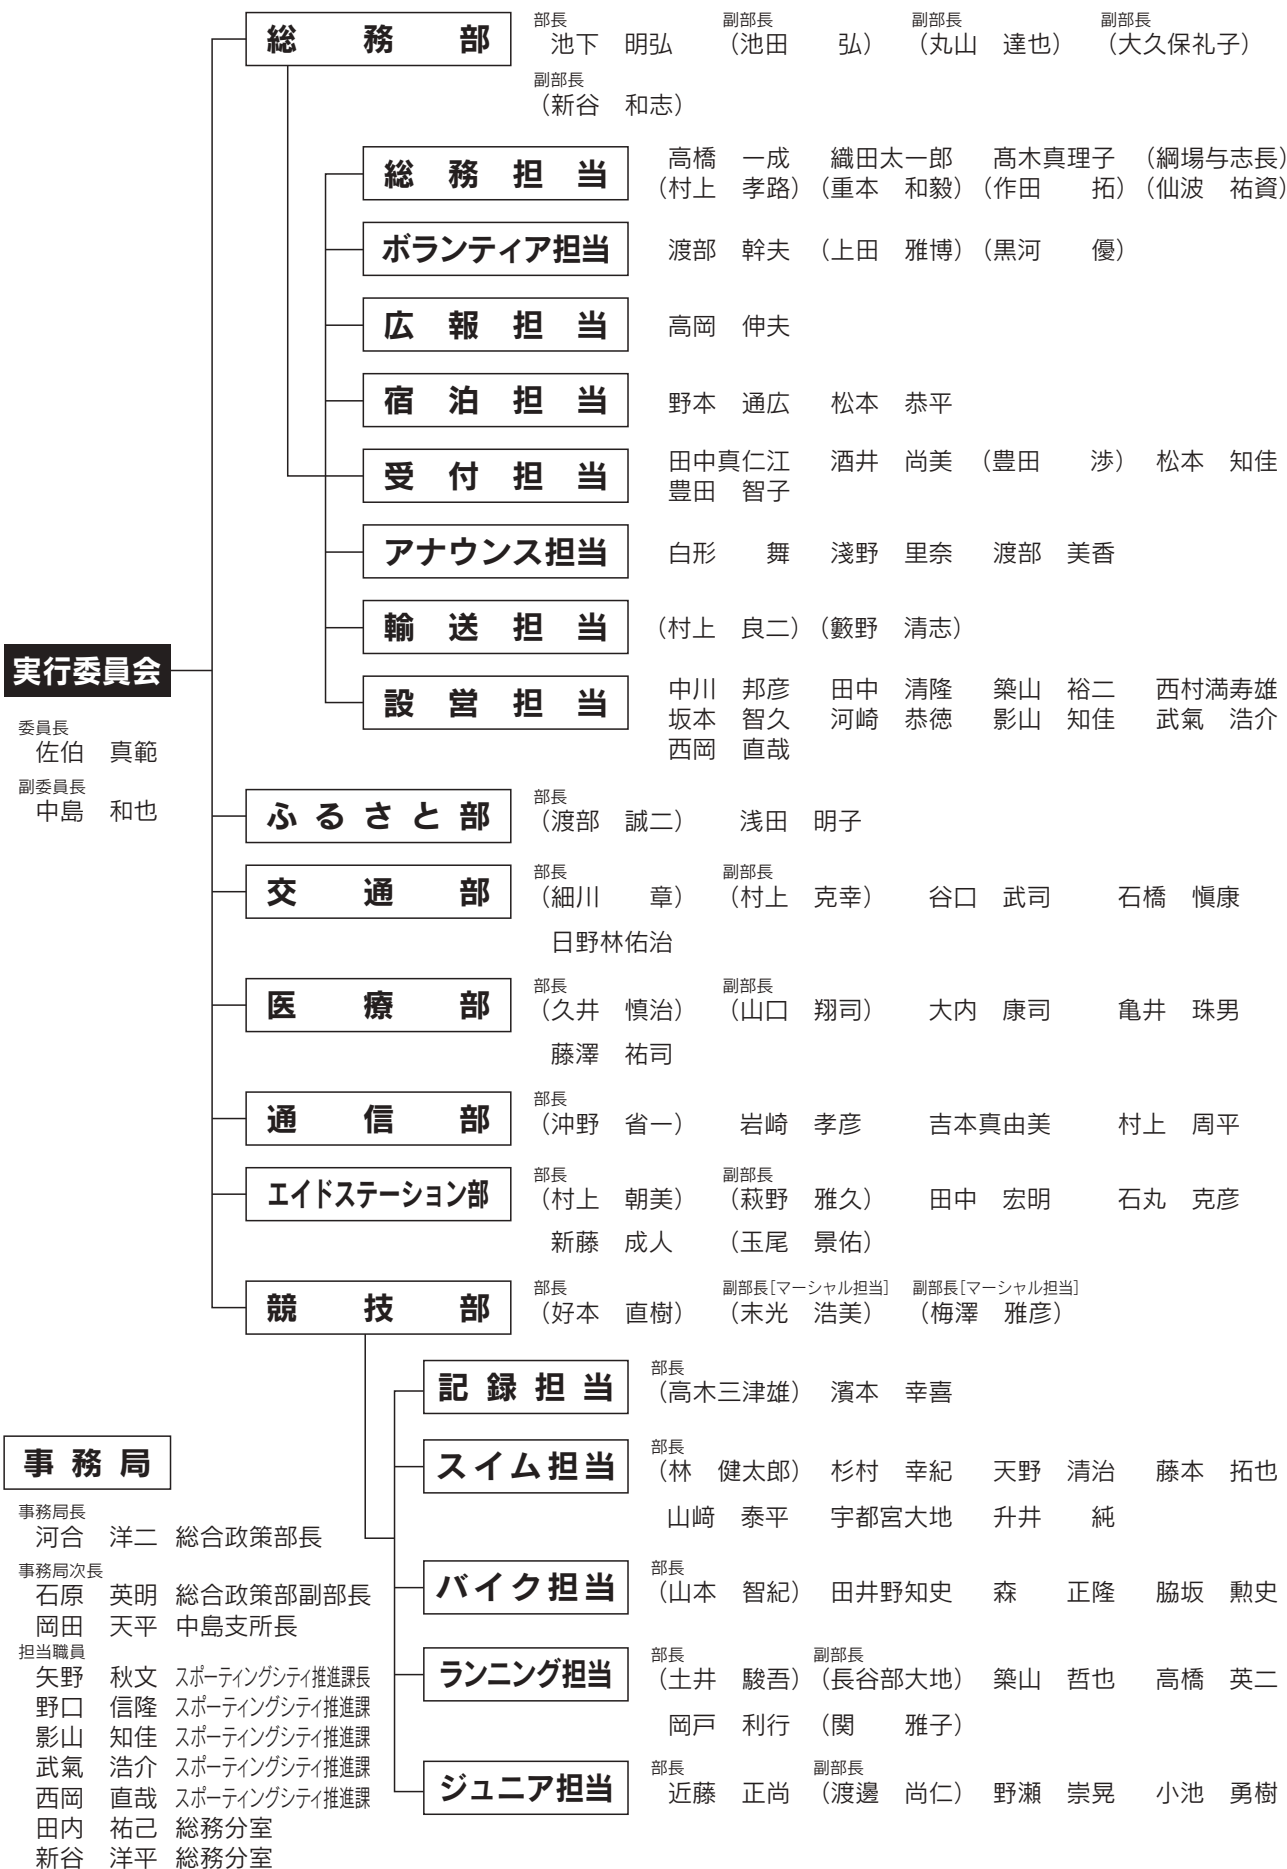 総務部
部長 副部長 副部長 副部長
池下 明弘 （池田 弘） （丸山 達也） （大久保礼子）
副部長
（新谷 和志）
総務担当
高橋 一成 織田太一郎 髙木真理子 （綱場与志長）
（村上 孝路）（重本 和毅）（作田 拓）（仙波 祐資）
ボランティア担当 渡部 幹夫 （上田 雅博）（黒河 優）
広報担当 高岡 伸夫
宿泊担当 野本 通広 松本 恭平
受付担当
田中真仁江 酒井 尚美 （豊田 渉） 松本 知佳
豊田 智子
アナウンス担当 白形 舞 淺野 里奈 渡部 美香
輸送担当 （村上 良二）（籔野 清志）
設営担当
中川 邦彦 田中 清隆 築山 裕二 西村満寿雄
坂本 智久 河崎 恭徳 影山 知佳 武氣 浩介
西岡 直哉
実行委員会
委員長
佐伯 真範
副委員長
中島 和也
ふるさと部
部長
（渡部 誠二） 浅田 明子
交通部
部長 副部長
（細川 章） （村上 克幸） 谷口 武司 石橋 愼康
日野林佑治
医療部
部長 副部長
（久井 慎治） （山口 翔司） 大内 康司 亀井 珠男
藤澤 祐司
通信部
部長
（沖野 省一） 岩崎 孝彦 吉本真由美 村上 周平
エイドステーション部
部長 副部長
（村上 朝美） （萩野 雅久） 田中 宏明 石丸 克彦
新藤 成人 （玉尾 景佑）
競技部
部長 副部長［マーシャル担当］ 副部長［マーシャル担当］
（好本 直樹） （末光 浩美） （梅澤 雅彦）
記録担当
部長
（高木三津雄） 濱本 幸喜
スイム担当
部長
（林 健太郎） 杉村 幸紀 天野 清治 藤本 拓也
山﨑 泰平 宇都宮大地 升井 純
バイク担当
部長
（山本 智紀） 田井野知史 森 正隆 脇坂 勲史
ランニング担当
部長 副部長
（土井 駿吾）（長谷部大地） 築山 哲也 高橋 英二
岡戸 利行 （関 雅子）
ジュニア担当
部長 副部長
近藤 正尚 （渡邊 尚仁） 野瀬 崇晃 小池 勇樹
事務局
事務局長
河合 洋二 総合政策部長
事務局次長
石原 英明 総合政策部副部長
岡田 天平 中島支所長
担当職員
矢野 秋文 スポーティングシティ推進課長
野口 信隆 スポーティングシティ推進課
影山 知佳 スポーティングシティ推進課
武氣 浩介 スポーティングシティ推進課
西岡 直哉 スポーティングシティ推進課
田内 祐己 総務分室
新谷 洋平 総務分室